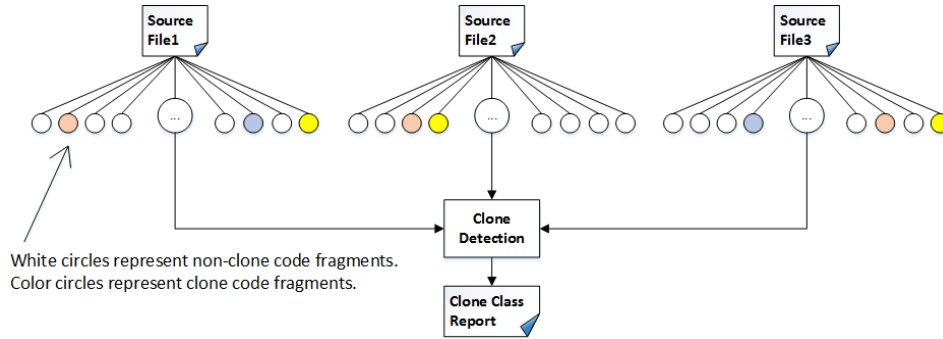 Source
File1
Source
File2
Source
File3
...
...
...
Clone
Detection
White circles represent non-clone code fragments.
Color circles represent clone code fragments.
Clone Class
Report